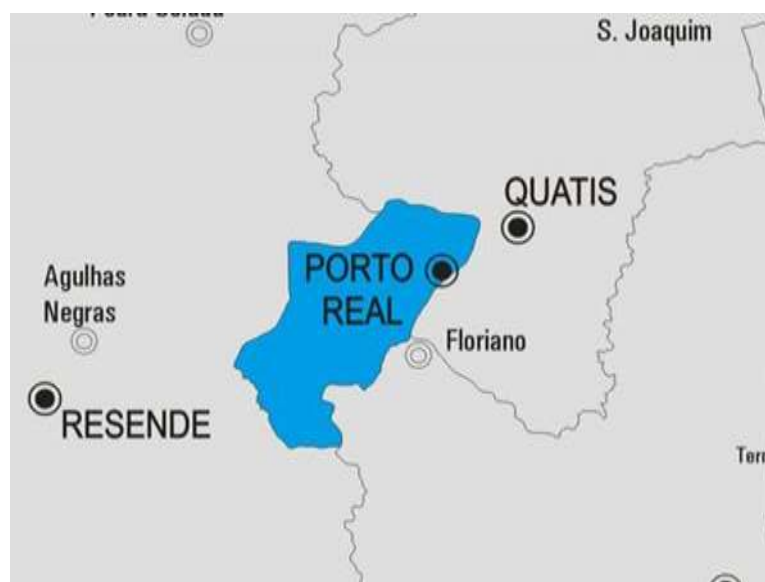 S. Joaquim
QUATIS
PORTO
REAL
Agulhas
Negras
Floriano
RESENDE